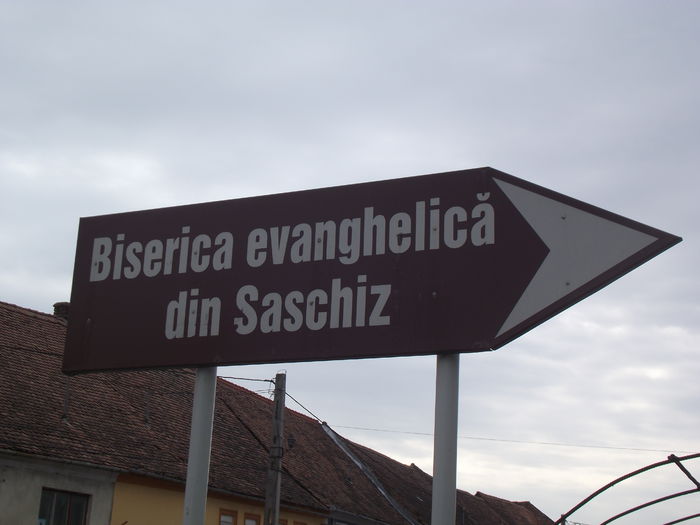 Biserica evanghelică
din Saschiz